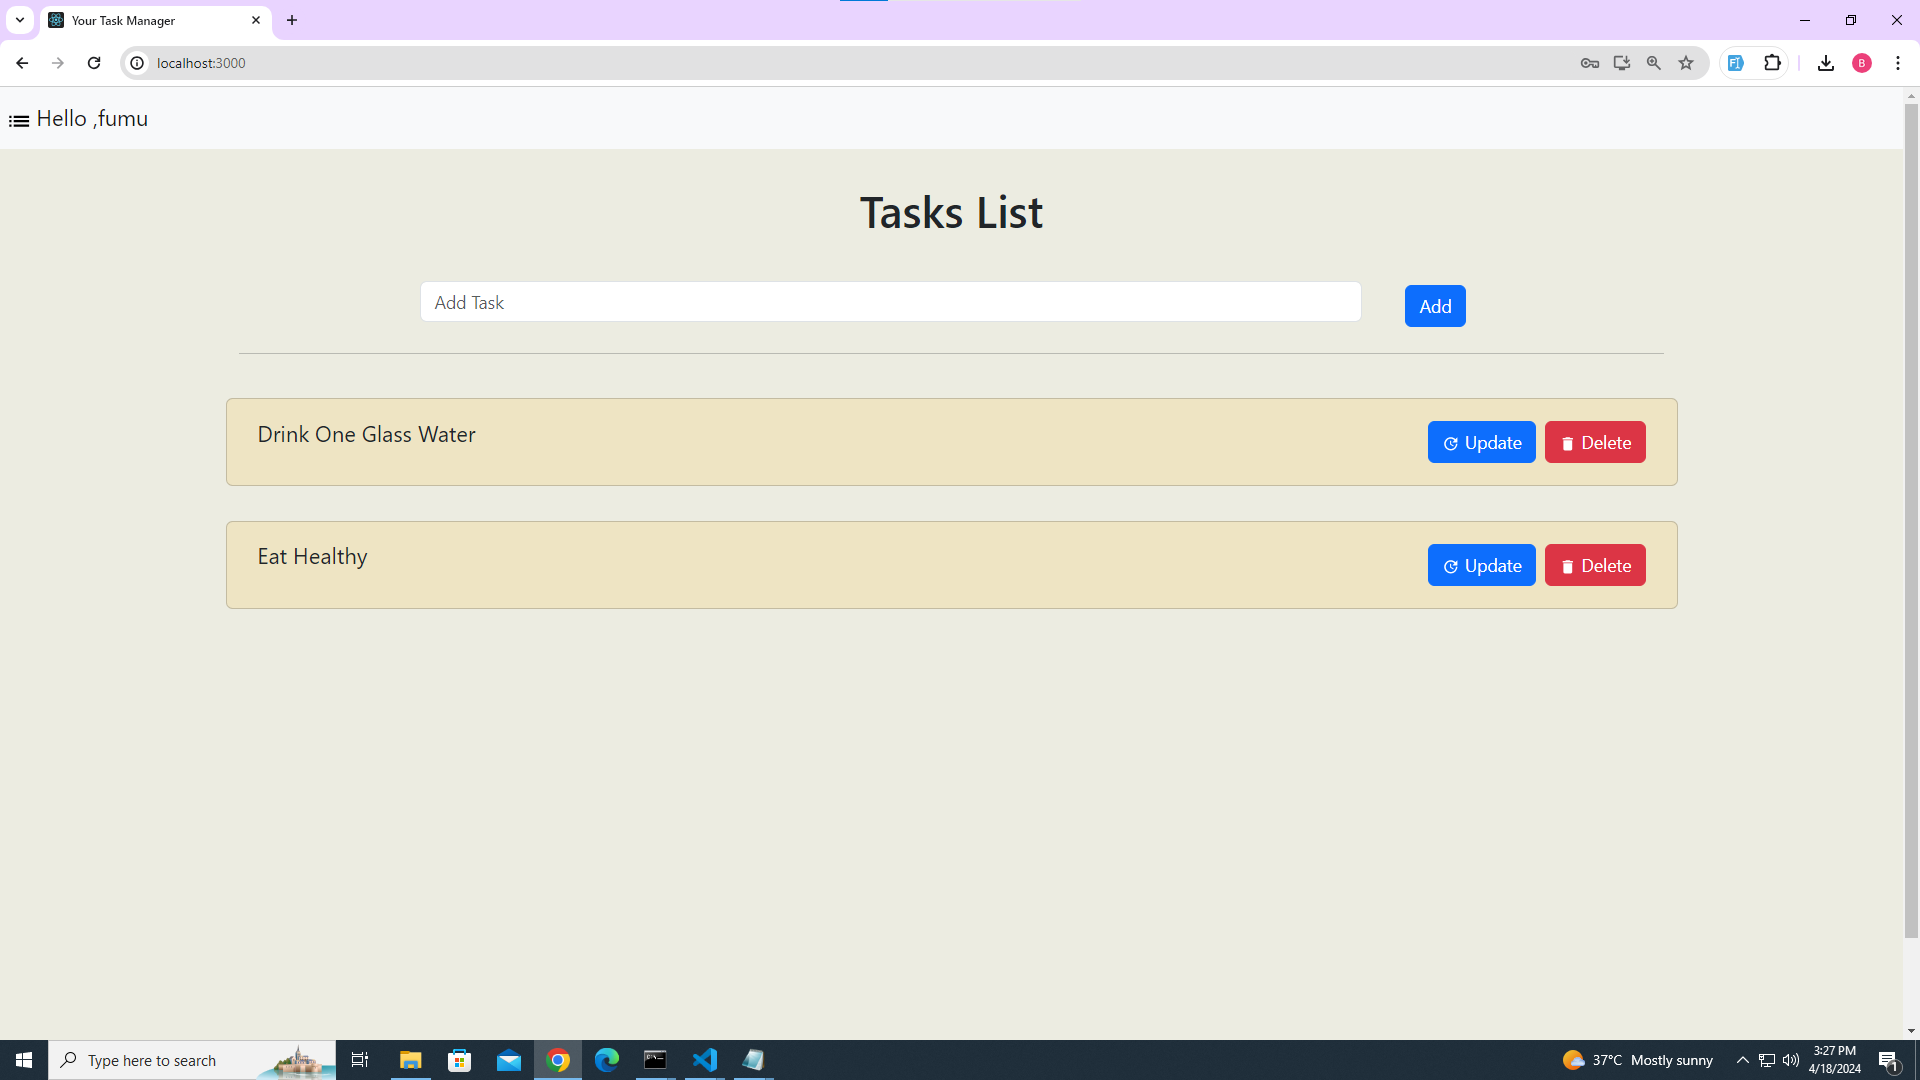 Your Task Manager
localhost:3000
B
Hello ,fumu
Tasks List
Add Task
Add
Drink One Glass Water
Update
Delete
Eat Healthy
Update
Delete
Type here to search
37°C Mostly sunny
3:27 PM
4/18/2024
1